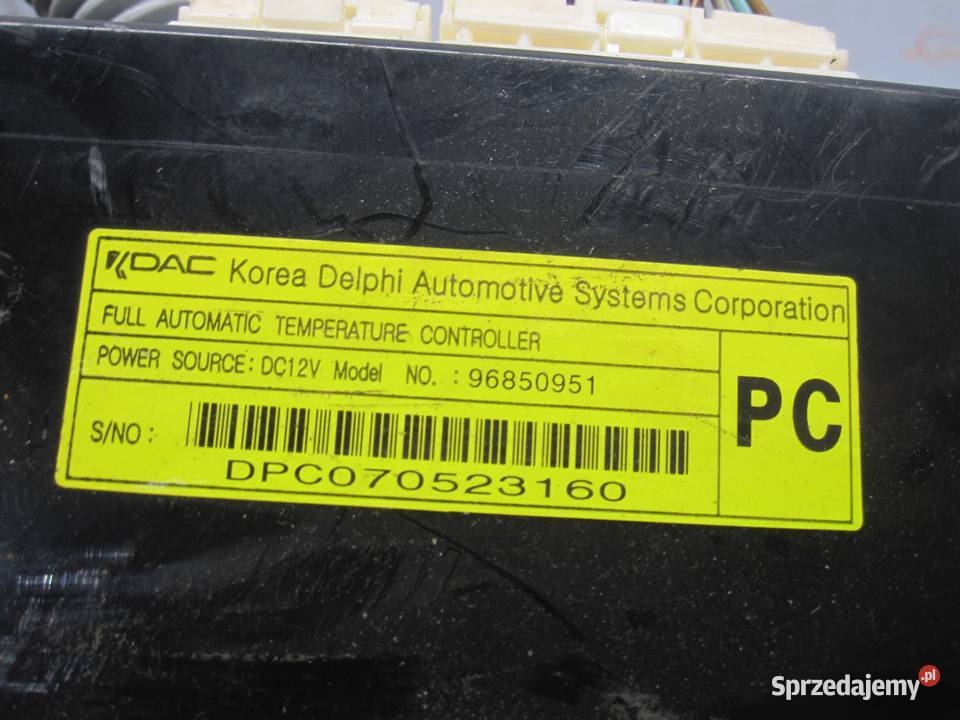 KDAC Korea Delphi Automotive Systems Corporation
FULL AUTOMATIC TEMPERATURE CONTROLLER
POWER SOURCE: DC12V Model NO. : 96850951
PC
S/NO :
DPC070523160
Sprzedajemy.pl